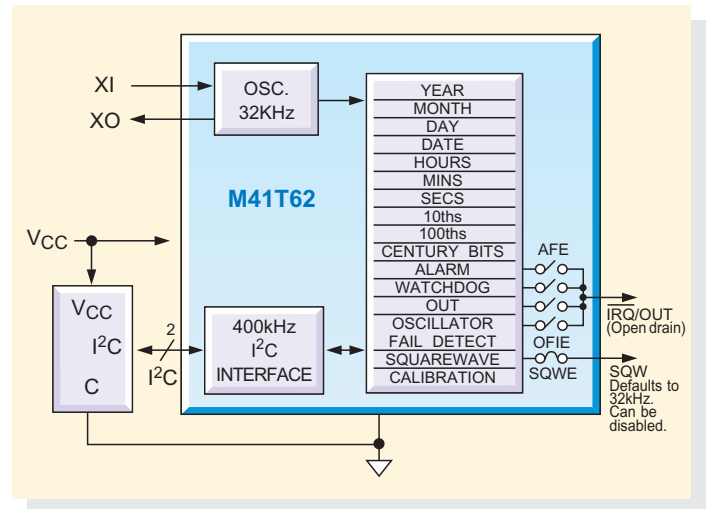 XI
XO
OSC.
32KHz
M41T62
YEAR
MONTH
DAY
DATE
HOURS
MINS
SECS
10ths
100ths
CENTURY BITS
ALARM
WATCHDOG
OUT
OSCILLATOR
FAIL DETECT
SQUAREWAVE
CALIBRATION
AFE
OFIE
SQWE
IRQ/OUT
(Open drain)
SQW
Defaults to
32kHz.
Can be
disabled.
VCC
VCC
I2C
C
2
I2C
400kHz
I2C
INTERFACE